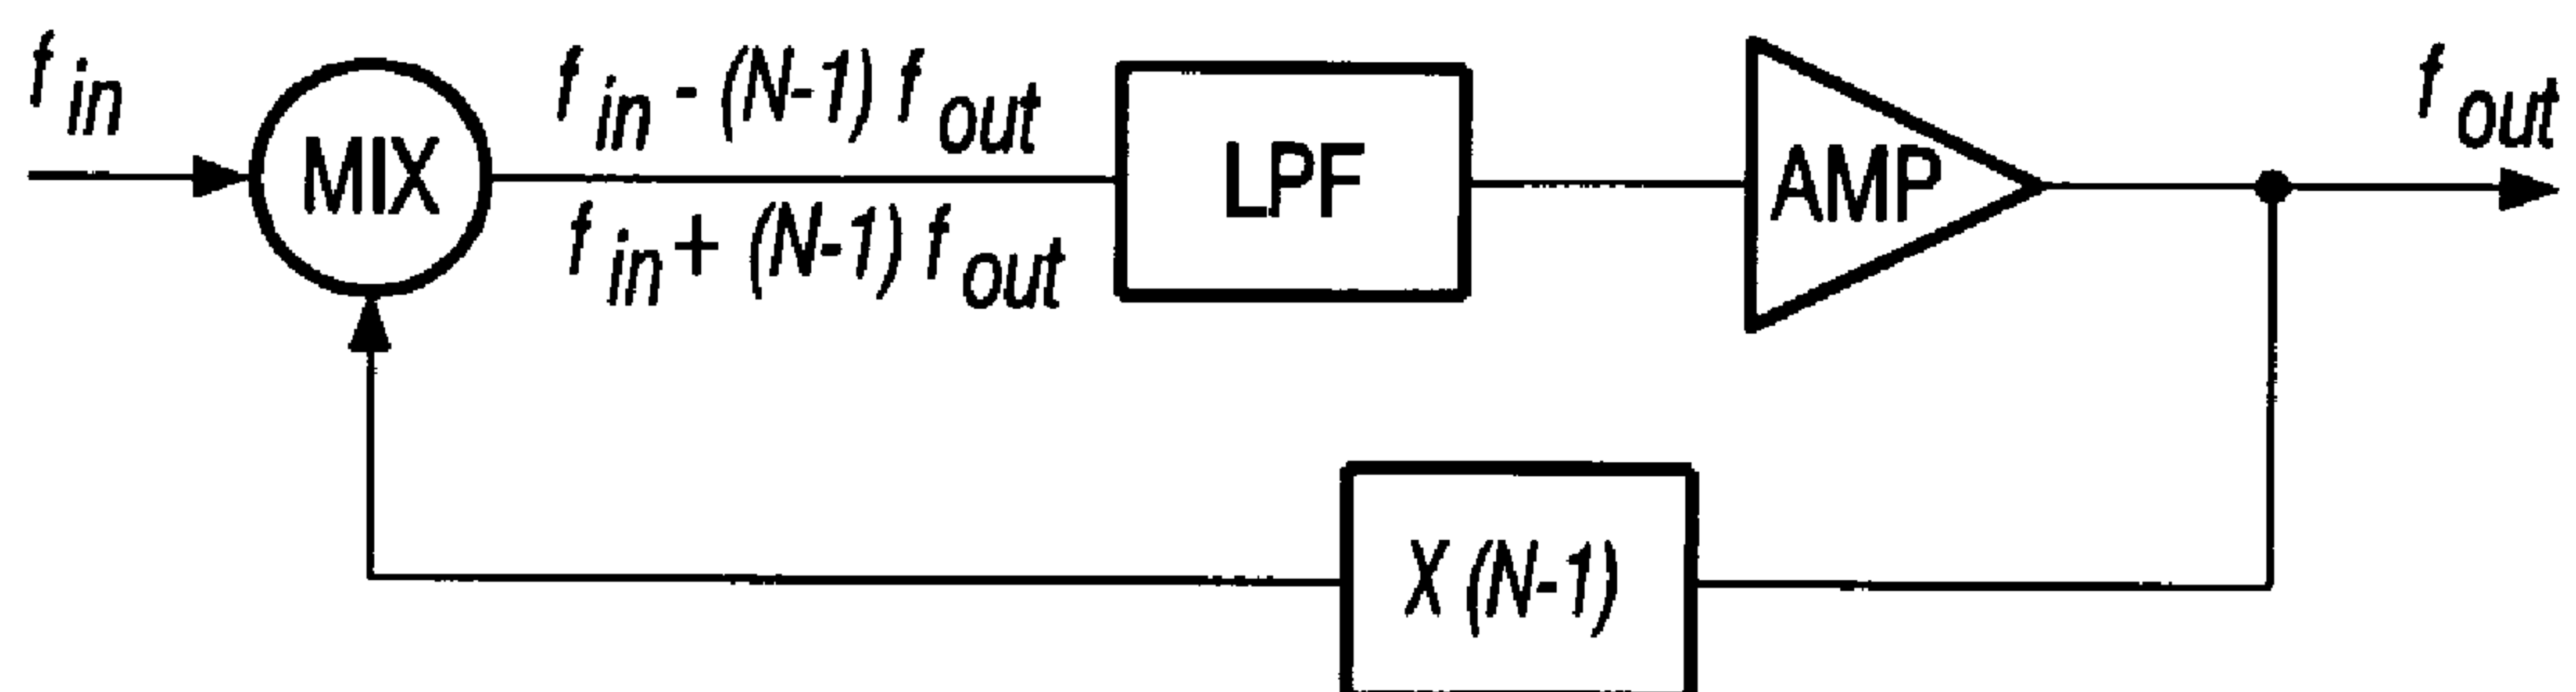 f in
MIX
f in - (N-1) f out
f in + (N-1) f out
LPF
AMP
f out
X (N-1)